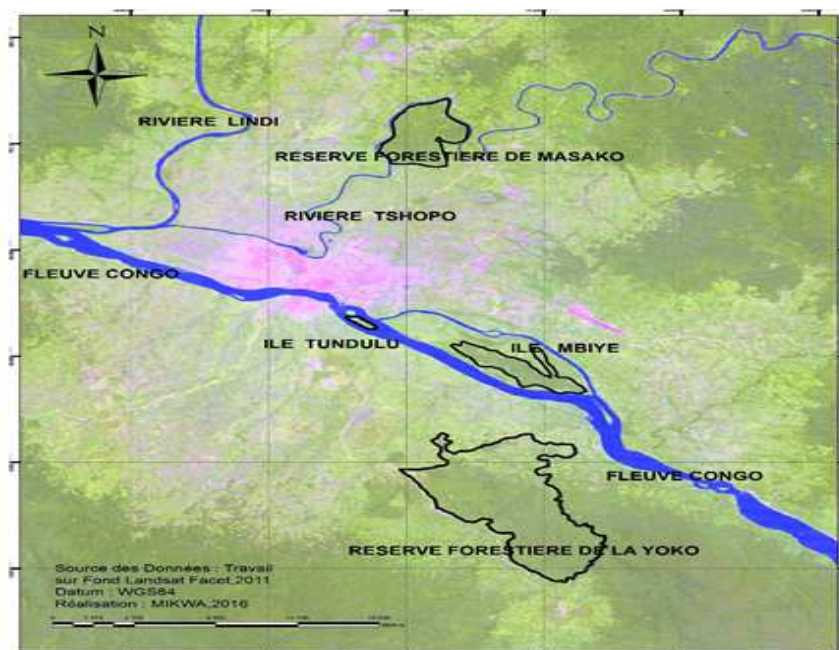 N
RIVIERE LINDI
RESERVE FORESTIERE DE MASAKO
RIVIERE TSHOPO
FLEUVE CONGO
ILE TUNDULU
ILE MBIYE
FLEUVE CONGO
RESERVE FORESTIERE DE LA YOKO
Source des Données : Travail
sur Fond Landsat Facet,2011
Datum : WGS84
Réalisation : MIKWA,2016